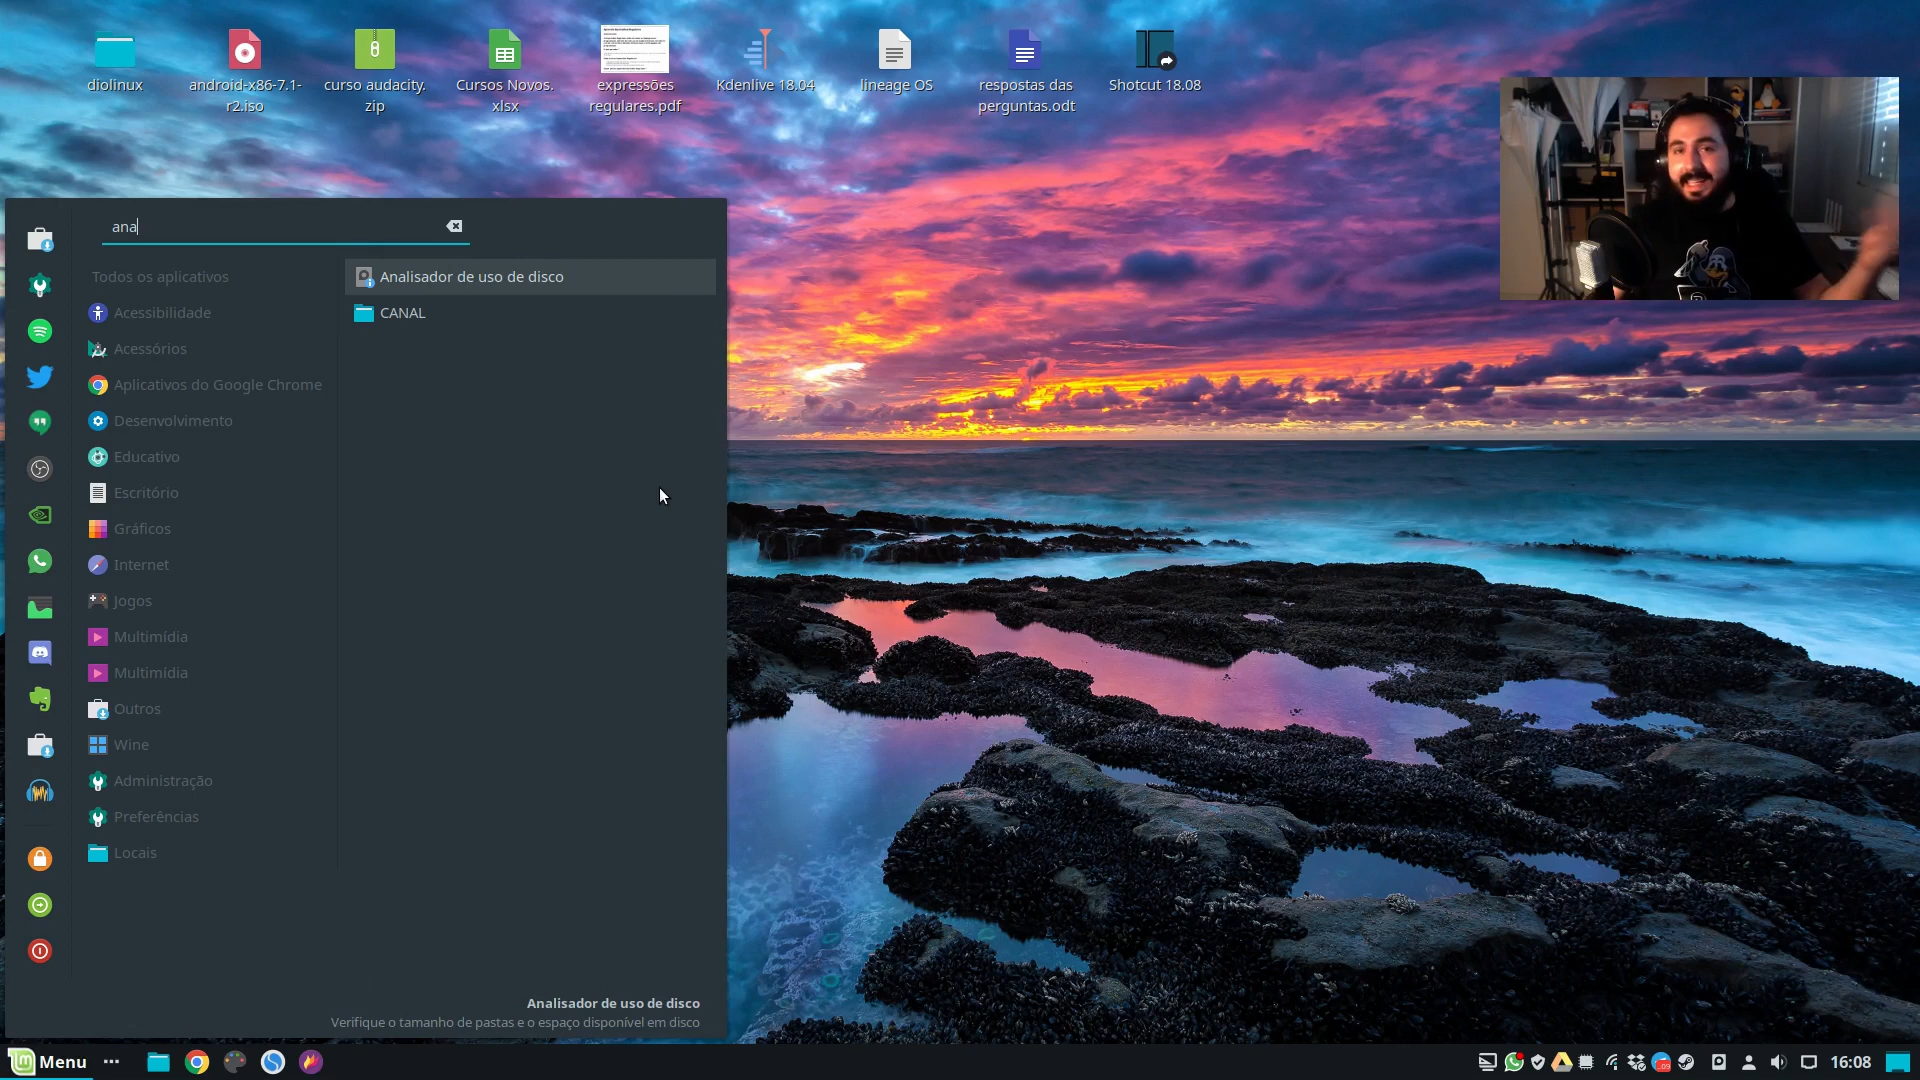 diolinux
android-x86-7.1-
r2.iso
curso audacity.
zip
Cursos Novos.
xlsx
expressões
regulares.pdf
Kdenlive 18.04
lineage OS
respostas das
perguntas.odt
Shotcut 18.08
ana
Todos os aplicativos
Acessibilidade
Acessórios
Aplicativos do Google Chrome
Desenvolvimento
Educativo
Escritório
Gráficos
Internet
Jogos
Multimídia
Multimídia
Outros
Wine
Administração
Preferências
Locais
Analisador de uso de disco
CANAL
Analisador de uso de disco
Verifique o tamanho de pastas e o espaço disponível em disco
Menu
16:08